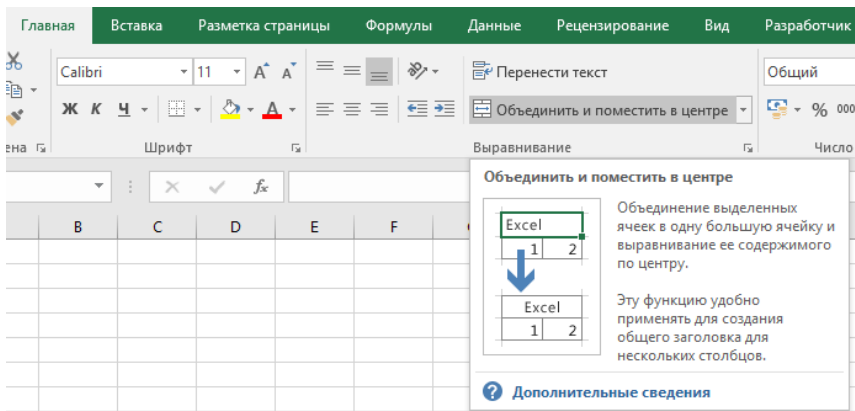 Главная Вставка Разметка страницы Формулы Данные Рецензирование Вид Разработчик
Calibri 11 A A Перенести текст Общий
Ж К Ч Объединить и поместить в центре % 000
ена Шрифт Выравнивание Число
fx
Объединить и поместить в центре
B C D E F
Excel
1 2
Excel
1 2
Объединение выделенных
ячеек в одну большую ячейку и
выравнивание ее содержимого
по центру.
Эту функцию удобно
применять для создания
общего заголовка для
нескольких столбцов.
Дополнительные сведения